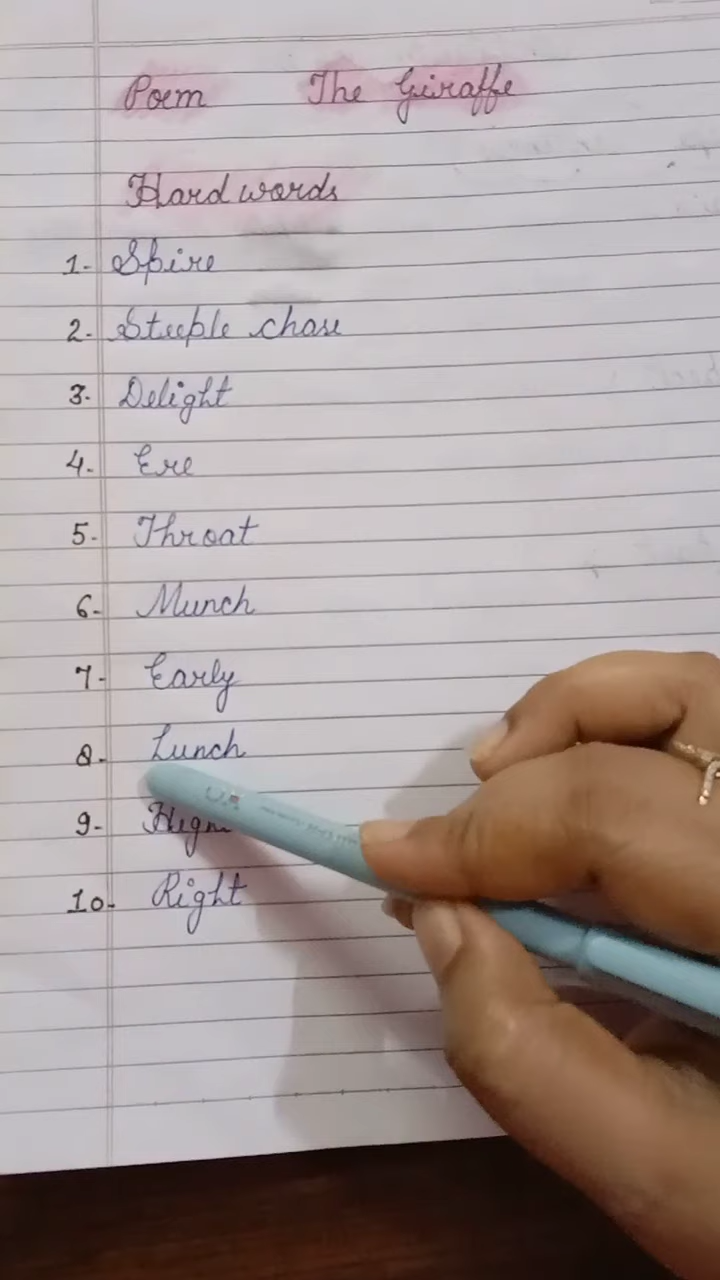 Poem The Giraffe
Hard words
1- Spire
2- Steeple chase
3- Delight
4- Ere
5- Throat
6- Munch
7- Early
8- Lunch
9-
10- Right